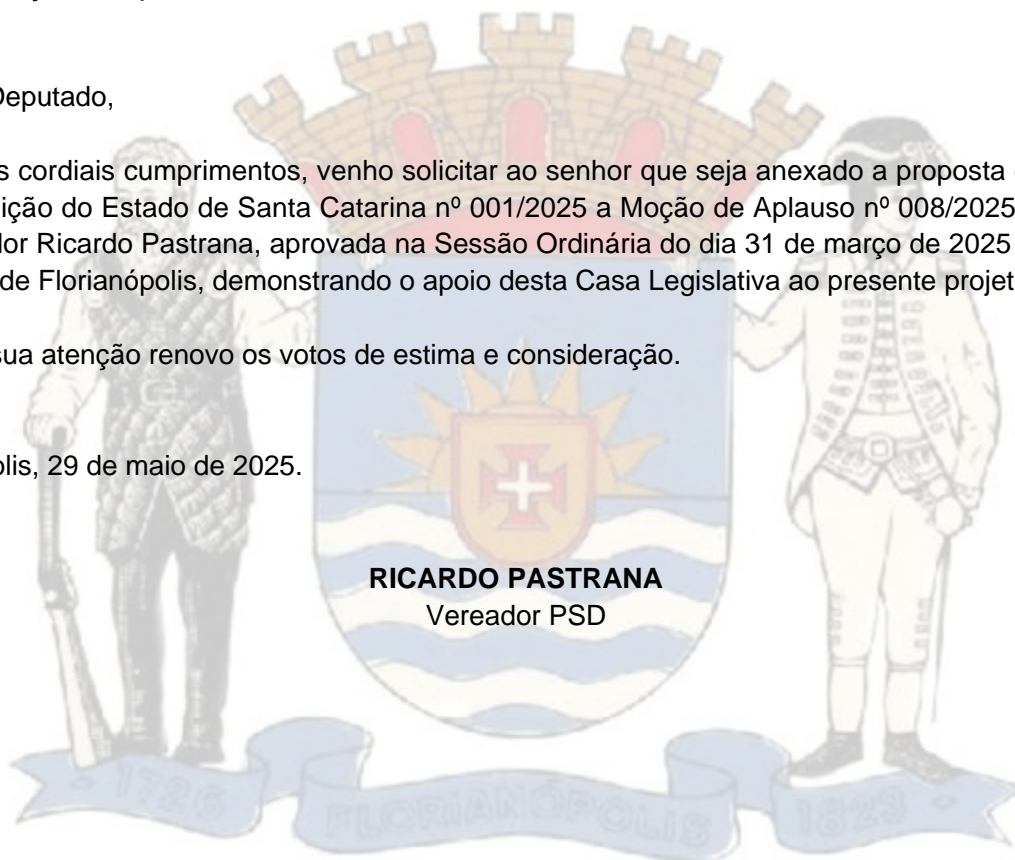 Deputado,
s cordiais cumprimentos, venho solicitar ao senhor que seja anexado a proposta
ição do Estado de Santa Catarina nº 001/2025 a Moção de Aplauso nº 008/2025
or Ricardo Pastrana, aprovada na Sessão Ordinária do dia 31 de março de 2025
de Florianópolis, demonstrando o apoio desta Casa Legislativa ao presente projet
sua atenção renovo os votos de estima e consideração.
olis, 29 de maio de 2025.
RICARDO PASTRANA
Vereador PSD
1726 FLORIANÓPOLIS 1823